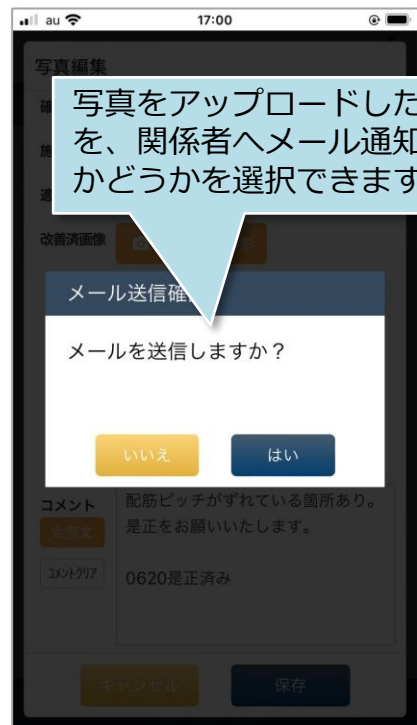 au
17:00
写真編集
写真をアップロードした
を、関係者へメール通知
かどうかを選択できます
改善済画像
メール送信確
メールを送信しますか？
いいえ
はい
コメント
定型文
コメントクリア
配筋ピッチがずれている箇所あり。
是正をお願いいたします。
0620是正済み
キャンセル
保存